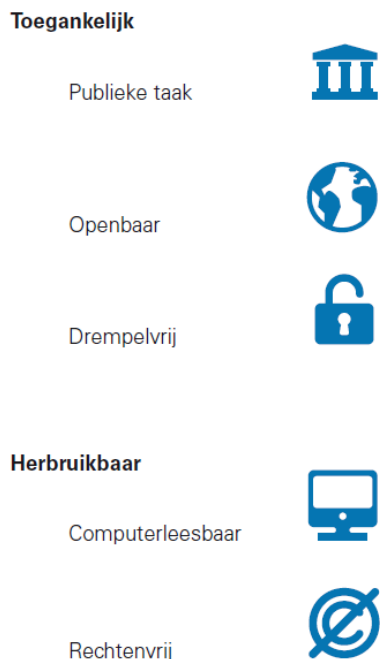 Toegankelijk
Publieke taak
Openbaar
Drempelvrij
Herbruikbaar
Computerleesbaar
Rechtenvrij